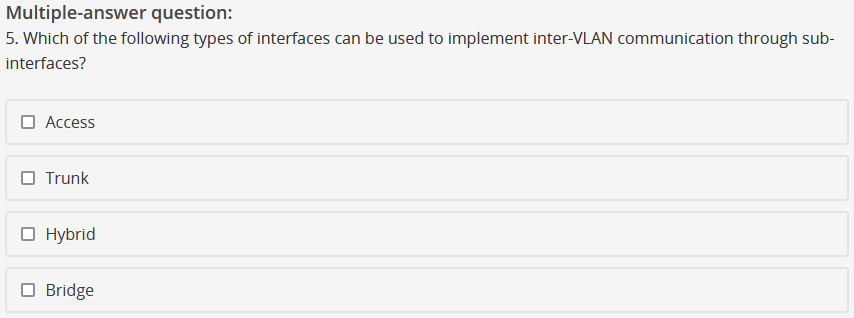 Multiple-answer question:
5. Which of the following types of interfaces can be used to implement inter-VLAN communication through sub-
interfaces?
Access
Trunk
Hybrid
Bridge